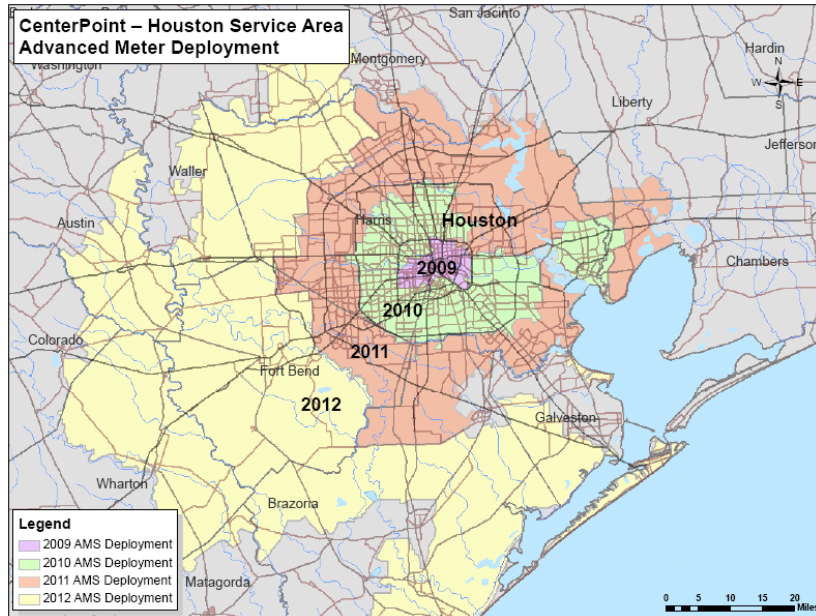 CenterPoint – Houston Service Area
Advanced Meter Deployment
San Jacinto
Hardin
Washington
Montgomery
N
W E
S
Liberty
Jefferson
Waller
Austin
Harris
Houston
2009
Chambers
2010
Colorado
2011
Fort Bend
2012
Galveston
Wharton
Brazoria
Matagorda
Legend
2009 AMS Deployment
2010 AMS Deployment
2011 AMS Deployment
2012 AMS Deployment
0 5 10 15 20
Miles